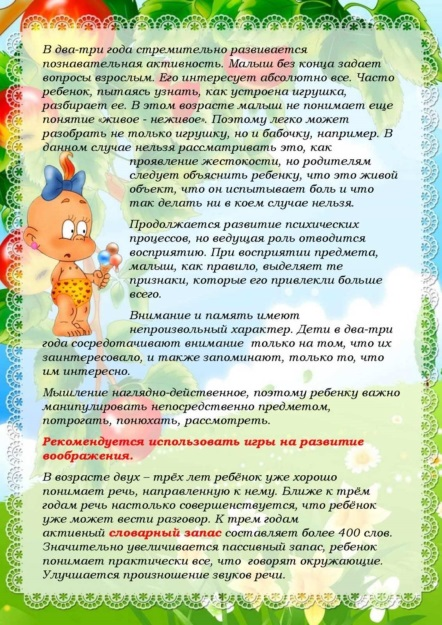 В два-три года стремительно развивается
познавательная активность. Малыш без конца задает
вопросы взрослым. Его интересует абсолютно все. Часто
ребенок, пытаясь узнать, как устроена игрушка,
разбирает ее. В этом возрасте малыш не понимает еще
понятие «живое - неживое». Поэтому легко может
разобрать не только игрушку, но и бабочку, например. В
данном случае нельзя рассматривать это, как
проявление жестокости, но родителям
следует объяснить ребенку, что это живой
объект, что он испытывает боль и что
так делать ни в коем случае нельзя.
Продолжается развитие психических
процессов, но ведущая роль отводится
восприятию. При восприятии предмета,
малыш, как правило, выделяет те
признаки, которые его привлекли больше
всего.
Внимание и память имеют
непроизвольный характер. Дети в два-три
года сосредотачивают внимание только на том, что их
заинтересовало, и также запоминают, только то, что
им интересно.
Мышление наглядно-действенное, поэтому ребенку важно
манипулировать непосредственно предметом,
потрогать, понюхать, рассмотреть.
Рекомендуется использовать игры на развитие
воображения.
В возрасте двух – трёх лет ребёнок уже хорошо
понимает речь, направленную к нему. Ближе к трём
годам речь настолько совершенствуется, что ребёнок
уже может вести разговор. К трем годам
активный словарный запас составляет более 400 слов.
Значительно увеличивается пассивный запас, ребенок
понимает практически все, что говорят окружающие.
Улучшается произношение звуков речи.